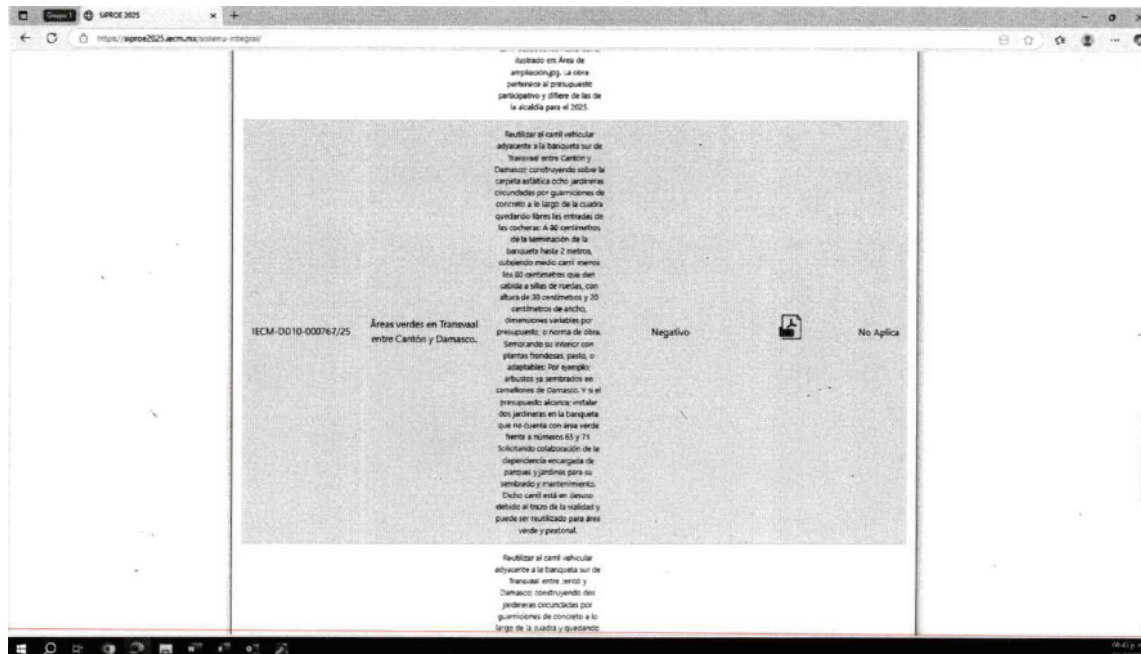 Grupo 1
SIPROE 2025
https://siproe2025.iecm.mx/sistema-integral/
ilustrado en: Área de
ampliación.jpg. La obra
pertenece al presupuesto
participativo y difiere de las de
la alcaldía para el 2025.
Reutilizar el carril vehicular
adyacente a la banqueta sur de
Transvaal entre Cantón y
Damasco; construyendo sobre la
carpeta asfáltica ocho jardineras
circundadas por guarniciones de
concreto a lo largo de la cuadra
quedando libres las entradas de
las cocheras: A 80 centímetros
de la terminación de la
banqueta hasta 2 metros,
cubriendo medio carril menos
los 80 centímetros que den
cabida a sillas de ruedas, con
altura de 30 centímetros y 20
centímetros de ancho,
dimensiones variables por
presupuesto, o norma de obra.
Sembrando su interior con
plantas frondosas, pasto, o
adaptables: Por ejemplo:
arbustos ya sembrados en
camellones de Damasco. Y si el
presupuesto alcanza: instalar
dos jardineras en la banqueta
que no cuenta con área verde
frente a números 65 y 71
Solicitando colaboración de la
dependencia encargada de
parques y jardines para su
sembrado y mantenimiento.
Dicho carril está en desuso
debido al trazo de la vialidad y
puede ser reutilizado para área
verde y peatonal.
IECM-DD10-000767/25
Áreas verdes en Transvaal
entre Cantón y Damasco.
Negativo
No Aplica
Reutilizar el carril vehicular
adyacente a la banqueta sur de
Transvaal entre Jericó y
Damasco; construyendo dos
jardineras circundadas por
guarniciones de concreto a lo
largo de la cuadra y quedando